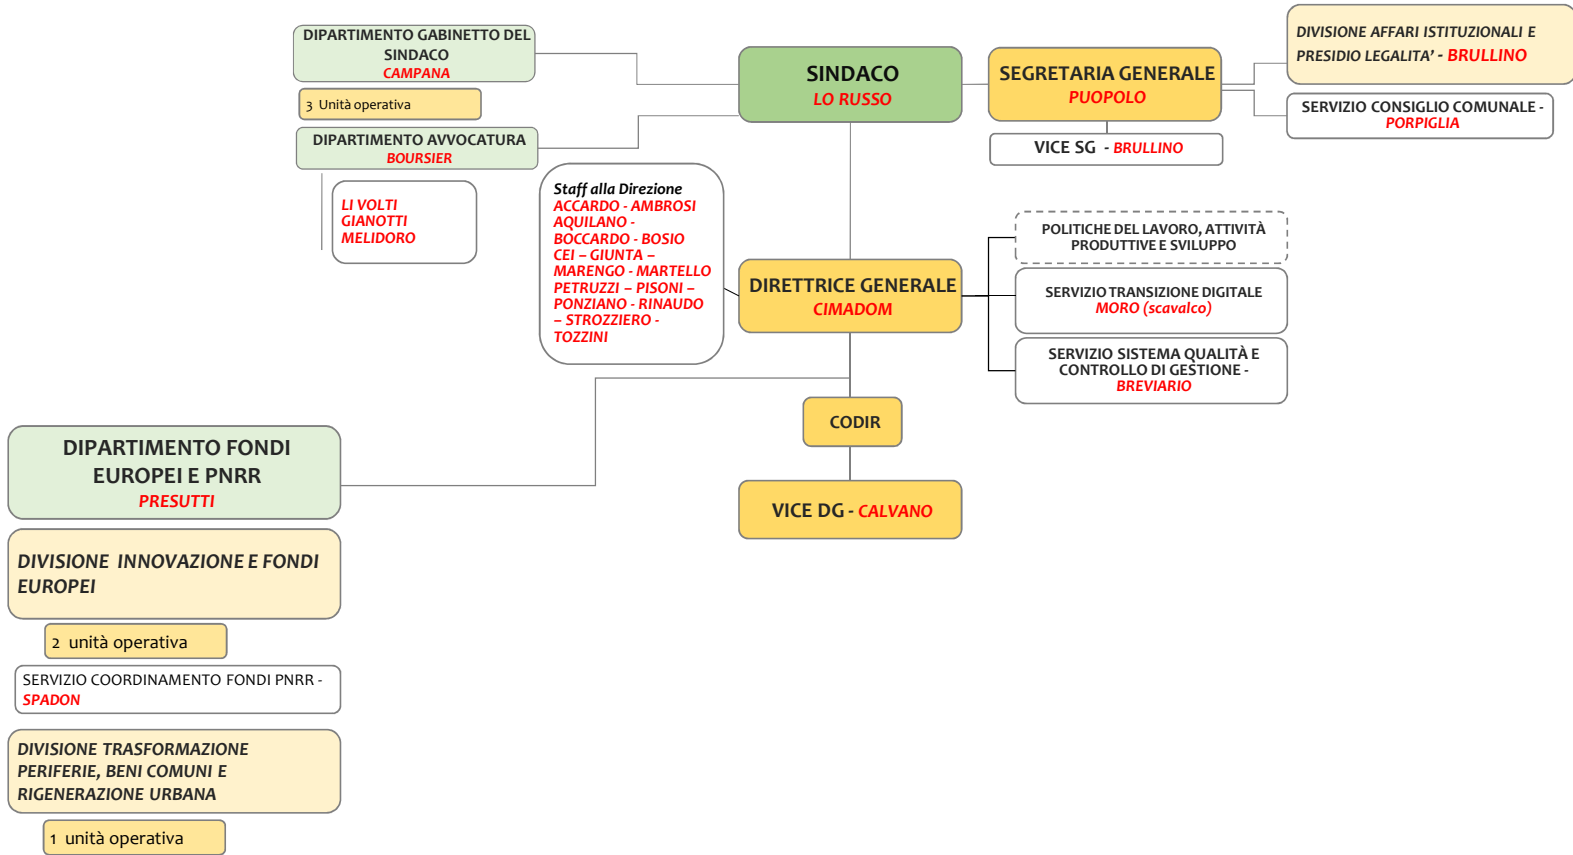 DIPARTIMENTO GABINETTO DEL
SINDACO
CAMPANA
3 Unità operativa
DIPARTIMENTO AVVOCATURA
BOURSIER
LI VOLTI
GIANOTTI
MELIDORO
SINDACO
LO RUSSO
SEGRETARIA GENERALE
PUOPOLO
VICE SG - BRULLINO
DIVISIONE AFFARI ISTITUZIONALI E
PRESIDIO LEGALITA’ - BRULLINO
SERVIZIO CONSIGLIO COMUNALE -
PORPIGLIA
Staff alla Direzione
ACCARDO - AMBROSI
AQUILANO -
BOCCARDO - BOSIO
CEI – GIUNTA –
MARENGO - MARTELLO
PETRUZZI – PISONI –
PONZIANO - RINAUDO
– STROZZIERO -
TOZZINI
DIRETTRICE GENERALE
CIMADOM
POLITICHE DEL LAVORO, ATTIVITÀ
PRODUTTIVE E SVILUPPO
SERVIZIO TRANSIZIONE DIGITALE
MORO (scavalco)
SERVIZIO SISTEMA QUALITÀ E
CONTROLLO DI GESTIONE -
BREVIARIO
CODIR
VICE DG - CALVANO
DIPARTIMENTO FONDI
EUROPEI E PNRR
PRESUTTI
DIVISIONE INNOVAZIONE E FONDI
EUROPEI
2 unità operativa
SERVIZIO COORDINAMENTO FONDI PNRR -
SPADON
DIVISIONE TRASFORMAZIONE
PERIFERIE, BENI COMUNI E
RIGENERAZIONE URBANA
1 unità operativa